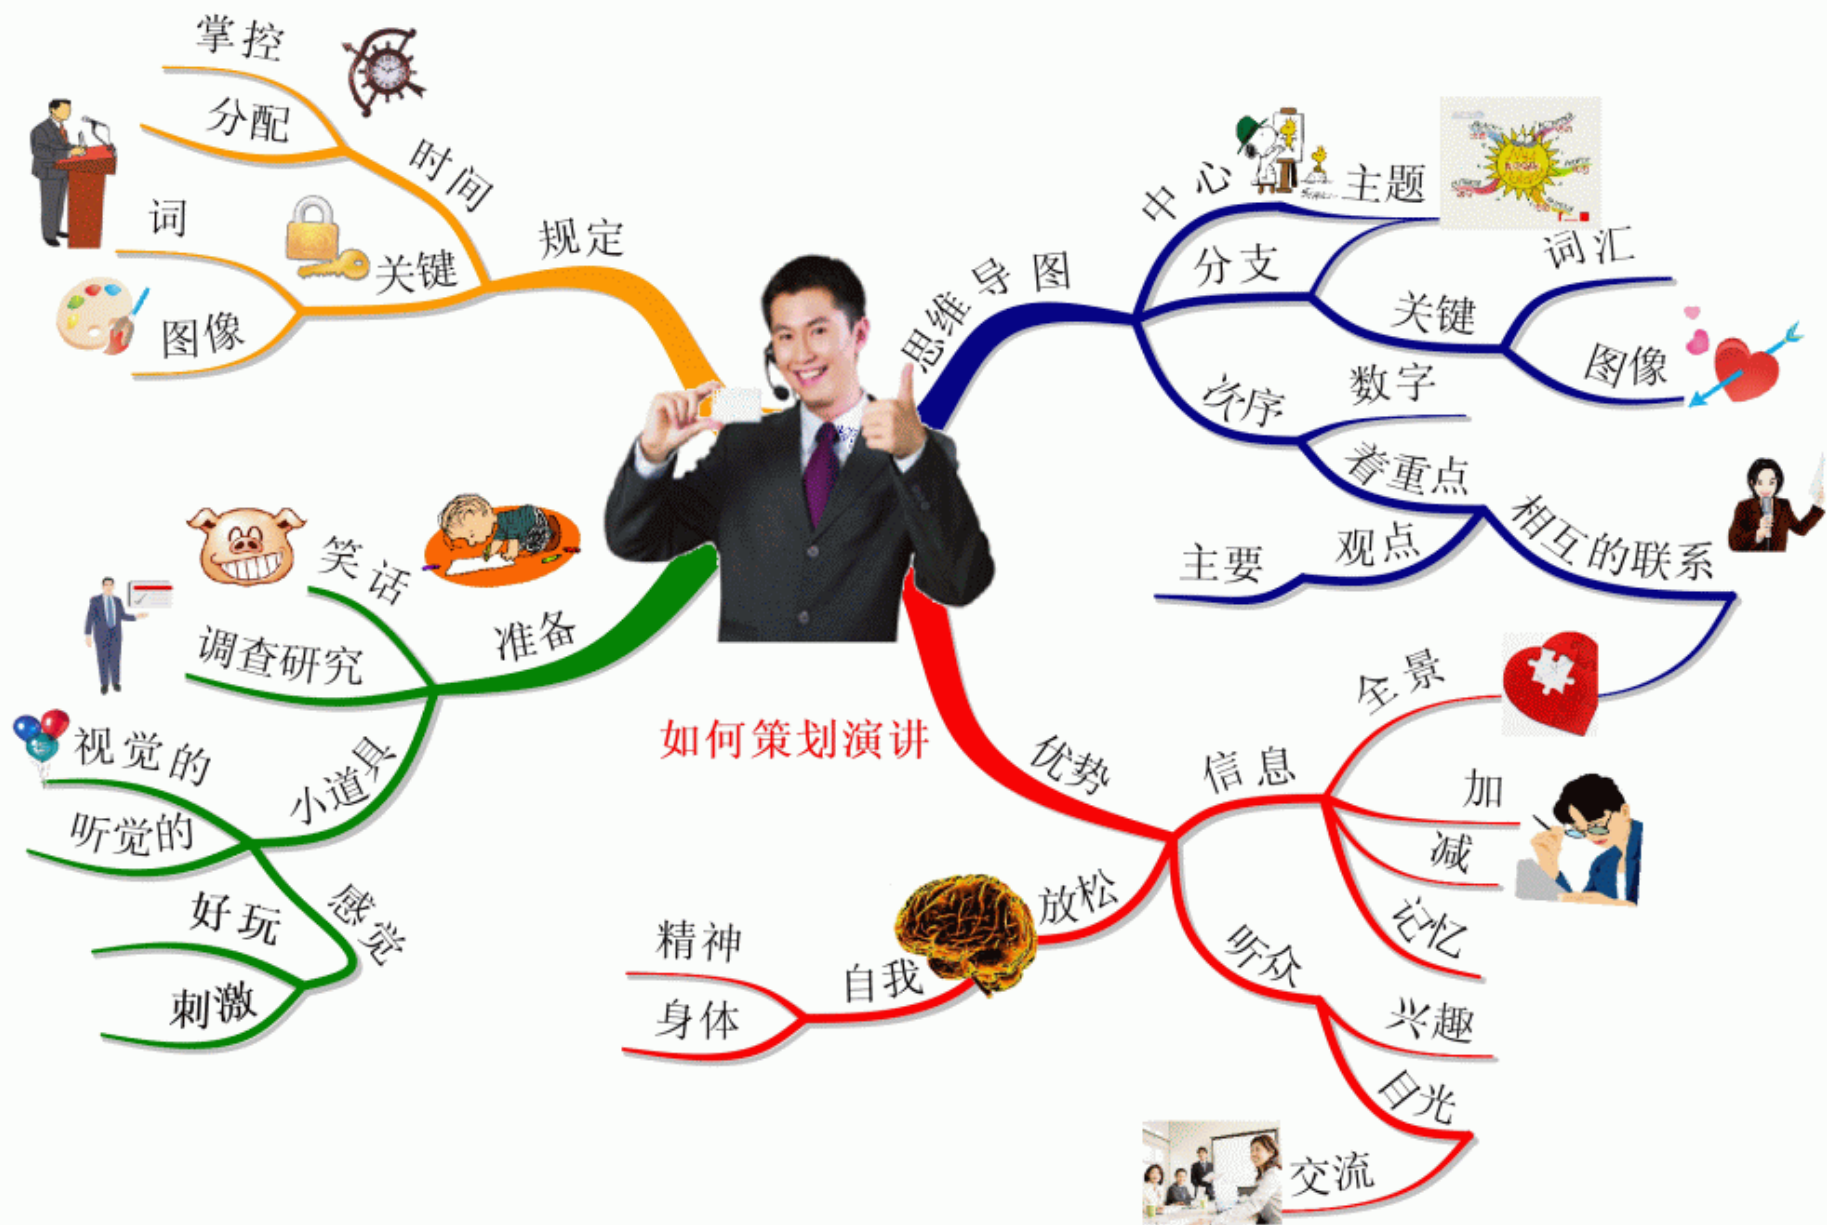 如何策划演讲
思维导图
中心
主题
分支
关键
词汇
图像
次序
数字
着重点
观点
主要
相互的联系
优势
信息
全景
加
减
记忆
听众
兴趣
目光
交流
放松
自我
精神
身体
准备
笑话
调查研究
小道具
视觉的
听觉的
感觉
好玩
刺激
规定
时间
掌控
分配
关键
词
图像